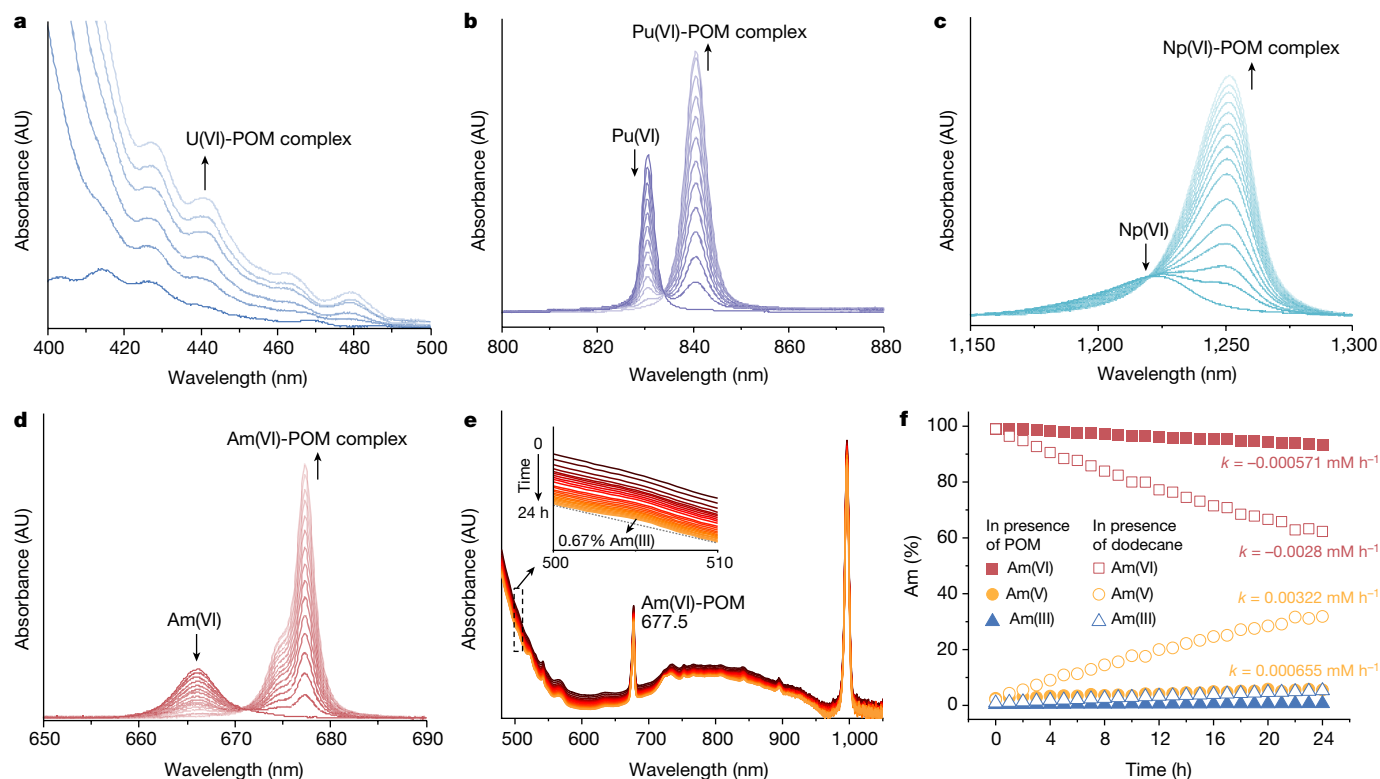 a
U(VI)-POM complex
Absorbance (AU)
400 420 440 460 480 500
Wavelength (nm)
b
Pu(VI)-POM complex
Pu(VI)
Absorbance (AU)
800 820 840 860 880
Wavelength (nm)
c
Np(VI)-POM complex
Np(VI)
Absorbance (AU)
1,150 1,200 1,250 1,300
Wavelength (nm)
d
Am(VI)-POM complex
Am(VI)
Absorbance (AU)
650 660 670 680 690
Wavelength (nm)
e
0
Time
24 h
0.67% Am(III)
500 510
Am(VI)-POM
677.5
Absorbance (AU)
500 600 700 800 900 1,000
Wavelength (nm)
f
100
80
60
40
20
0
Am (%)
k = –0.000571 mM h⁻¹
In presence of POM
In presence of dodecane
Am(VI) Am(VI)
Am(V) Am(V)
Am(III) Am(III)
k = –0.0028 mM h⁻¹
k = 0.00322 mM h⁻¹
k = 0.000655 mM h⁻¹
0 4 8 12 16 20 24
Time (h)